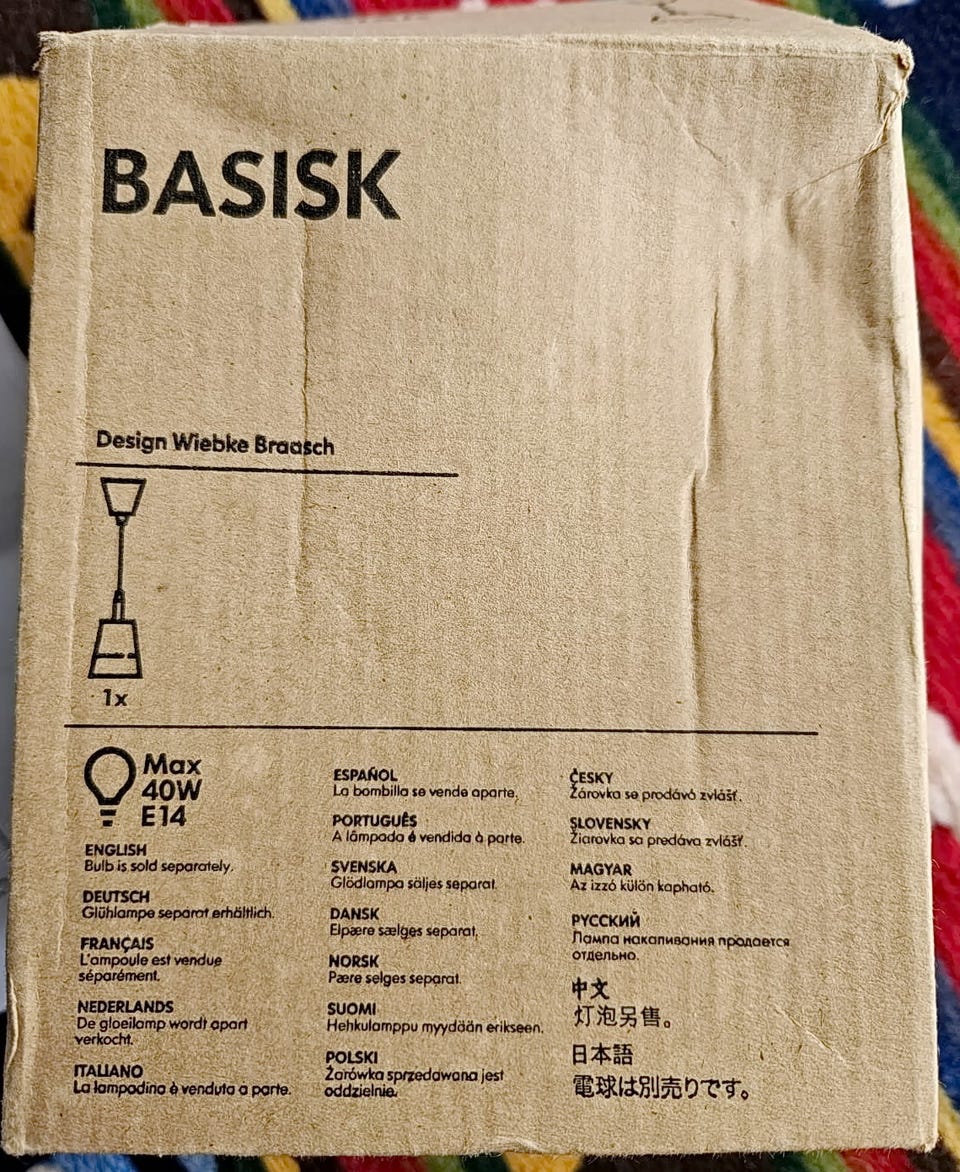 BASISK
Design Wiebke Braasch
1x
Max
40W
E14
ENGLISH
Bulb is sold separately.
DEUTSCH
Glühlampe separat erhältlich.
FRANÇAIS
L'ampoule est vendue
séparément.
NEDERLANDS
De gloeilamp wordt apart
verkocht.
ITALIANO
La lampadina è venduta a parte.
ESPAÑOL
La bombilla se vende aparte.
PORTUGUÊS
A lâmpada é vendida à parte.
SVENSKA
Glödlampa säljes separat.
DANSK
Elpære sælges separat.
NORSK
Pære selges separat.
SUOMI
Hehkulamppu myydään erikseen.
POLSKI
Żarówka sprzedawana jest
oddzielnie.
ČESKY
Žárovka se prodává zvlášť.
SLOVENSKY
Žiarovka sa predáva zvlášť.
MAGYAR
Az izzó külön kapható.
РУССКИЙ
Лампа накаливания продается
отдельно.
中文
灯泡另售。
日本語
電球は別売りです。